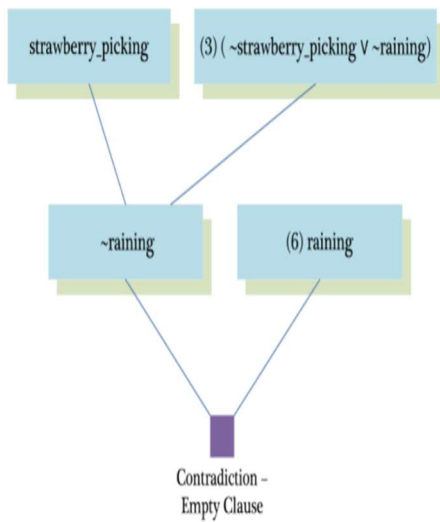 strawberry_picking
(3) ( ~strawberry_picking ∨ ~raining)
~raining
(6) raining
Contradiction –
Empty Clause